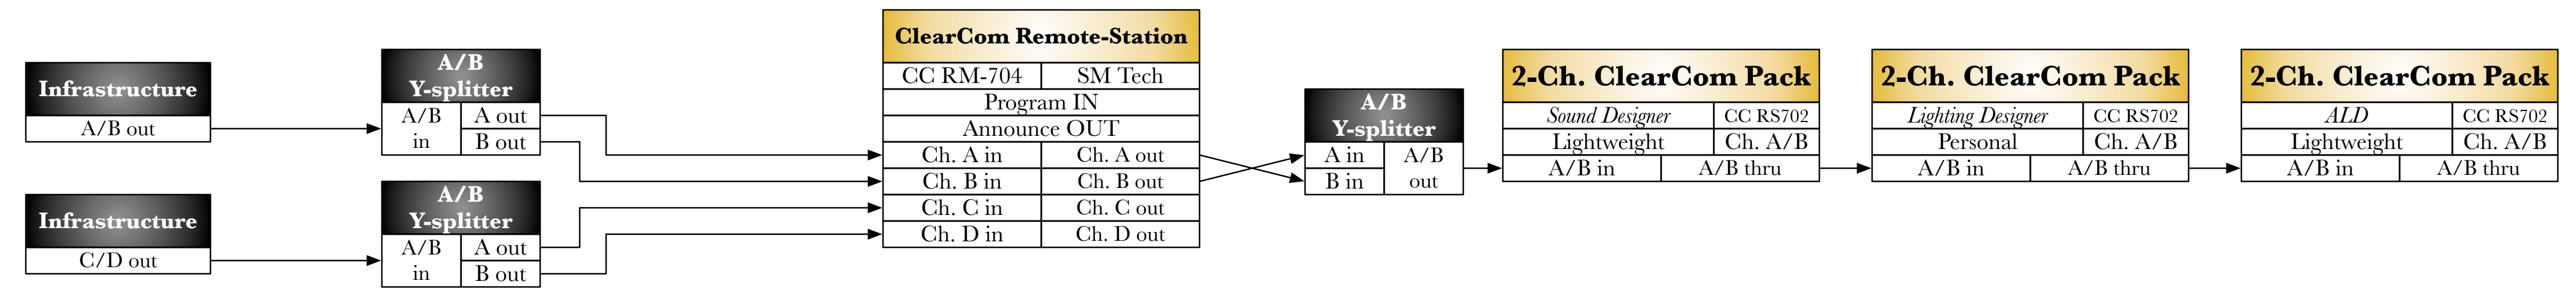 Infrastructure
A/B out
A/B
Y-splitter
A/B
in
A out
B out
Infrastructure
C/D out
A/B
Y-splitter
A/B
in
A out
B out
ClearCom Remote-Station
CC RM-704 SM Tech
Program IN
Announce OUT
Ch. A in Ch. A out
Ch. B in Ch. B out
Ch. C in Ch. C out
Ch. D in Ch. D out
A/B
Y-splitter
A in
B in
A/B
out
2-Ch. ClearCom Pack
Sound Designer CC RS702
Lightweight Ch. A/B
A/B in A/B thru
2-Ch. ClearCom Pack
Lighting Designer CC RS702
Personal Ch. A/B
A/B in A/B thru
2-Ch. ClearCom Pack
ALD CC RS702
Lightweight Ch. A/B
A/B in A/B thru